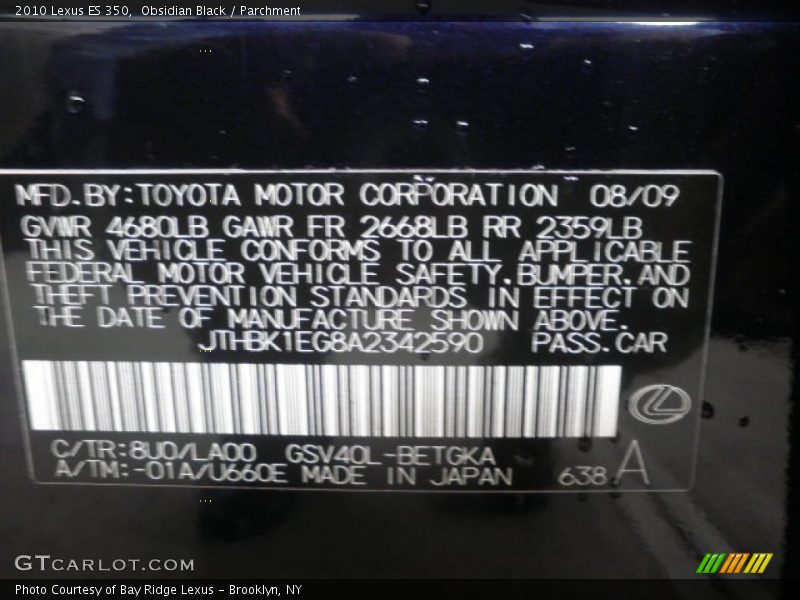 2010 Lexus ES 350, Obsidian Black / Parchment
MFD.BY:TOYOTA MOTOR CORPORATION 08/09
GVWR 4680LB GAWR FR 2668LB RR 2359LB
THIS VEHICLE CONFORMS TO ALL APPLICABLE
FEDERAL MOTOR VEHICLE SAFETY.BUMPER.AND
THEFT PREVENTION STANDARDS IN EFFECT ON
THE DATE OF MANUFACTURE SHOWN ABOVE.
JTHBK1EG8A2342590 PASS.CAR
C/TR:8U0/LA00 GSV40L-BETGKA
A/TM:-01A/U660E MADE IN JAPAN 638 A
GTCARLOT.COM
Photo Courtesy of Bay Ridge Lexus - Brooklyn, NY